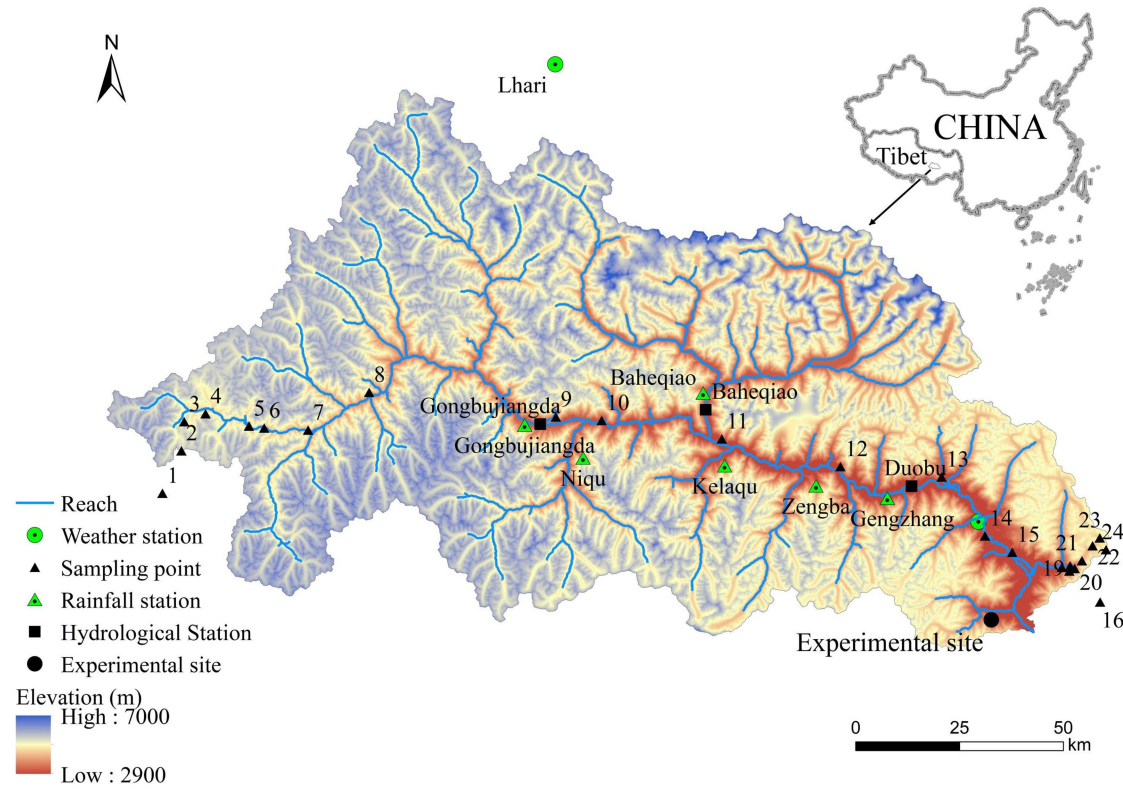 N
Lhari
CHINA
Tibet
Baheqiao
Baheqiao
3
4
5
6
7
8
2
1
Gongbujiangda
9
10
Gongbujiangda
Niqu
11
Kelaqu
12
Zengba
Duobu
13
Gengzhang
14
15
23
24
21
22
19
20
16
Experimental site
Reach
Weather station
Sampling point
Rainfall station
Hydrological Station
Experimental site
Elevation (m)
High : 7000
Low : 2900
0 25 50
km